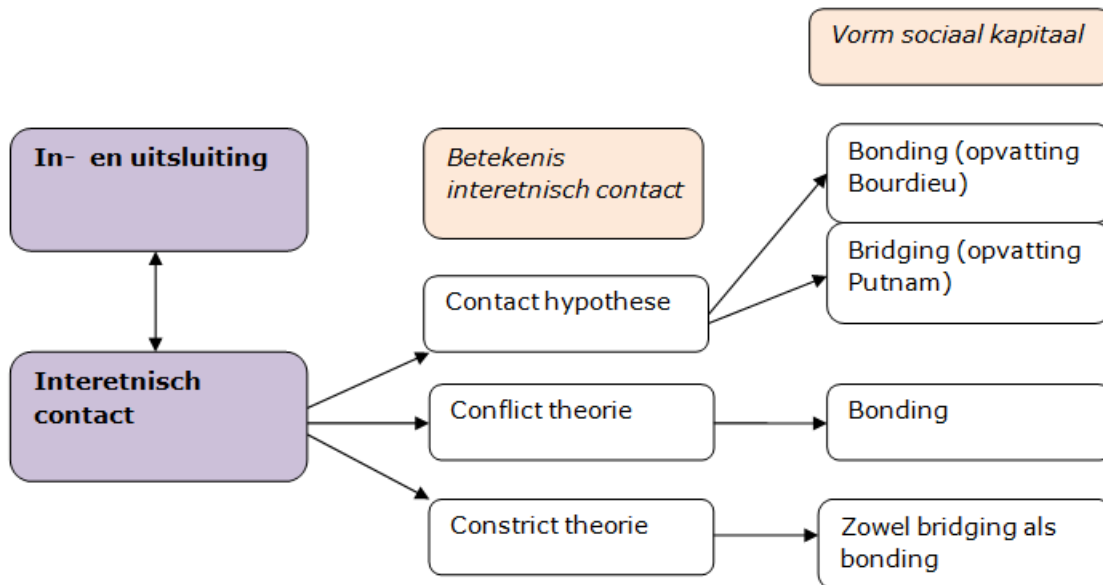 Vorm sociaal kapitaal
In- en uitsluiting
Betekenis
interetnisch contact
Bonding (opvatting
Bourdieu)
Bridging (opvatting
Putnam)
Contact hypothese
Interetnisch
contact
Conflict theorie
Bonding
Constrict theorie
Zowel bridging als
bonding